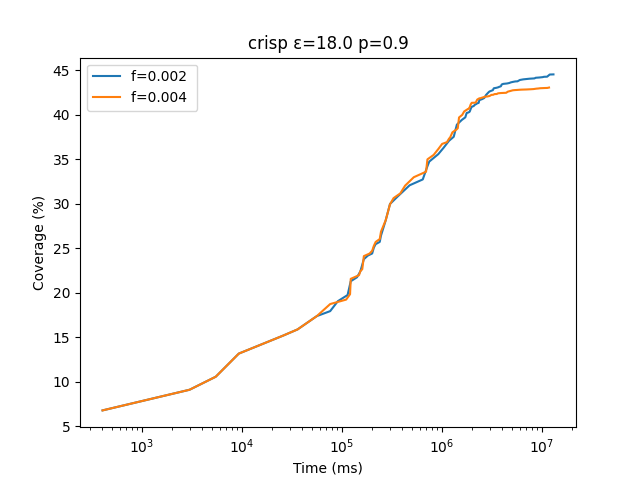 crisp ε=18.0 p=0.9
f=0.002
f=0.004
Coverage (%)
45
40
35
30
25
20
15
10
5
10³ 10⁴ 10⁵ 10⁶ 10⁷
Time (ms)